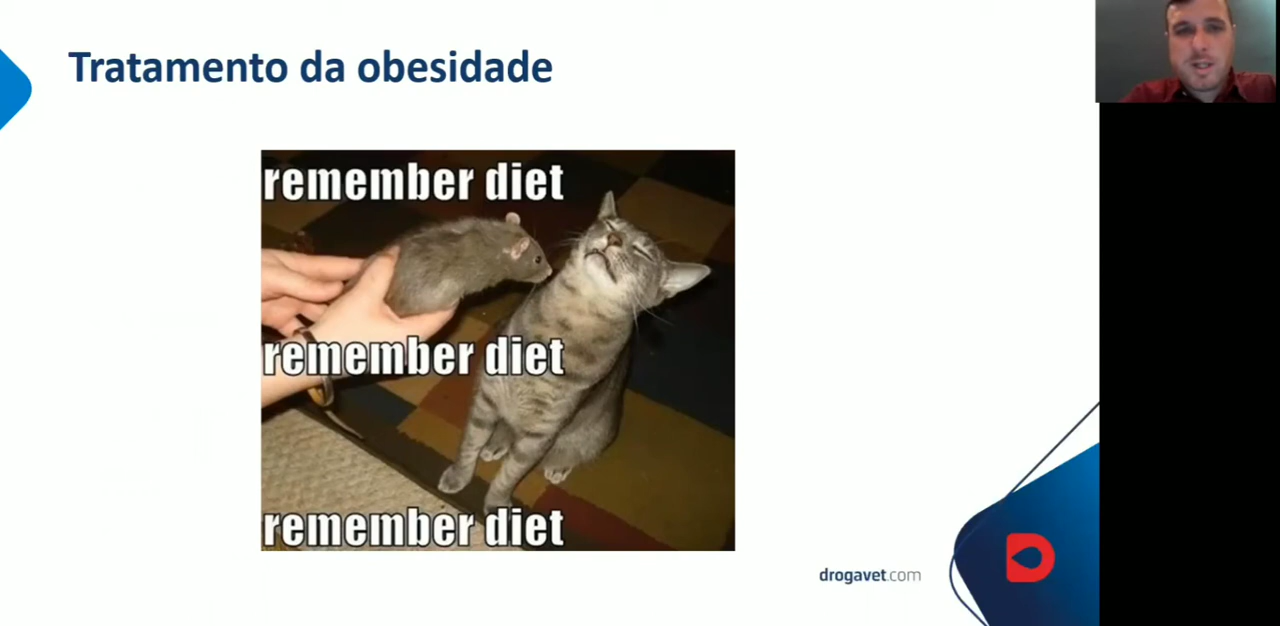 Tratamento da obesidade
remember diet
remember diet
remember diet
drogavet.com